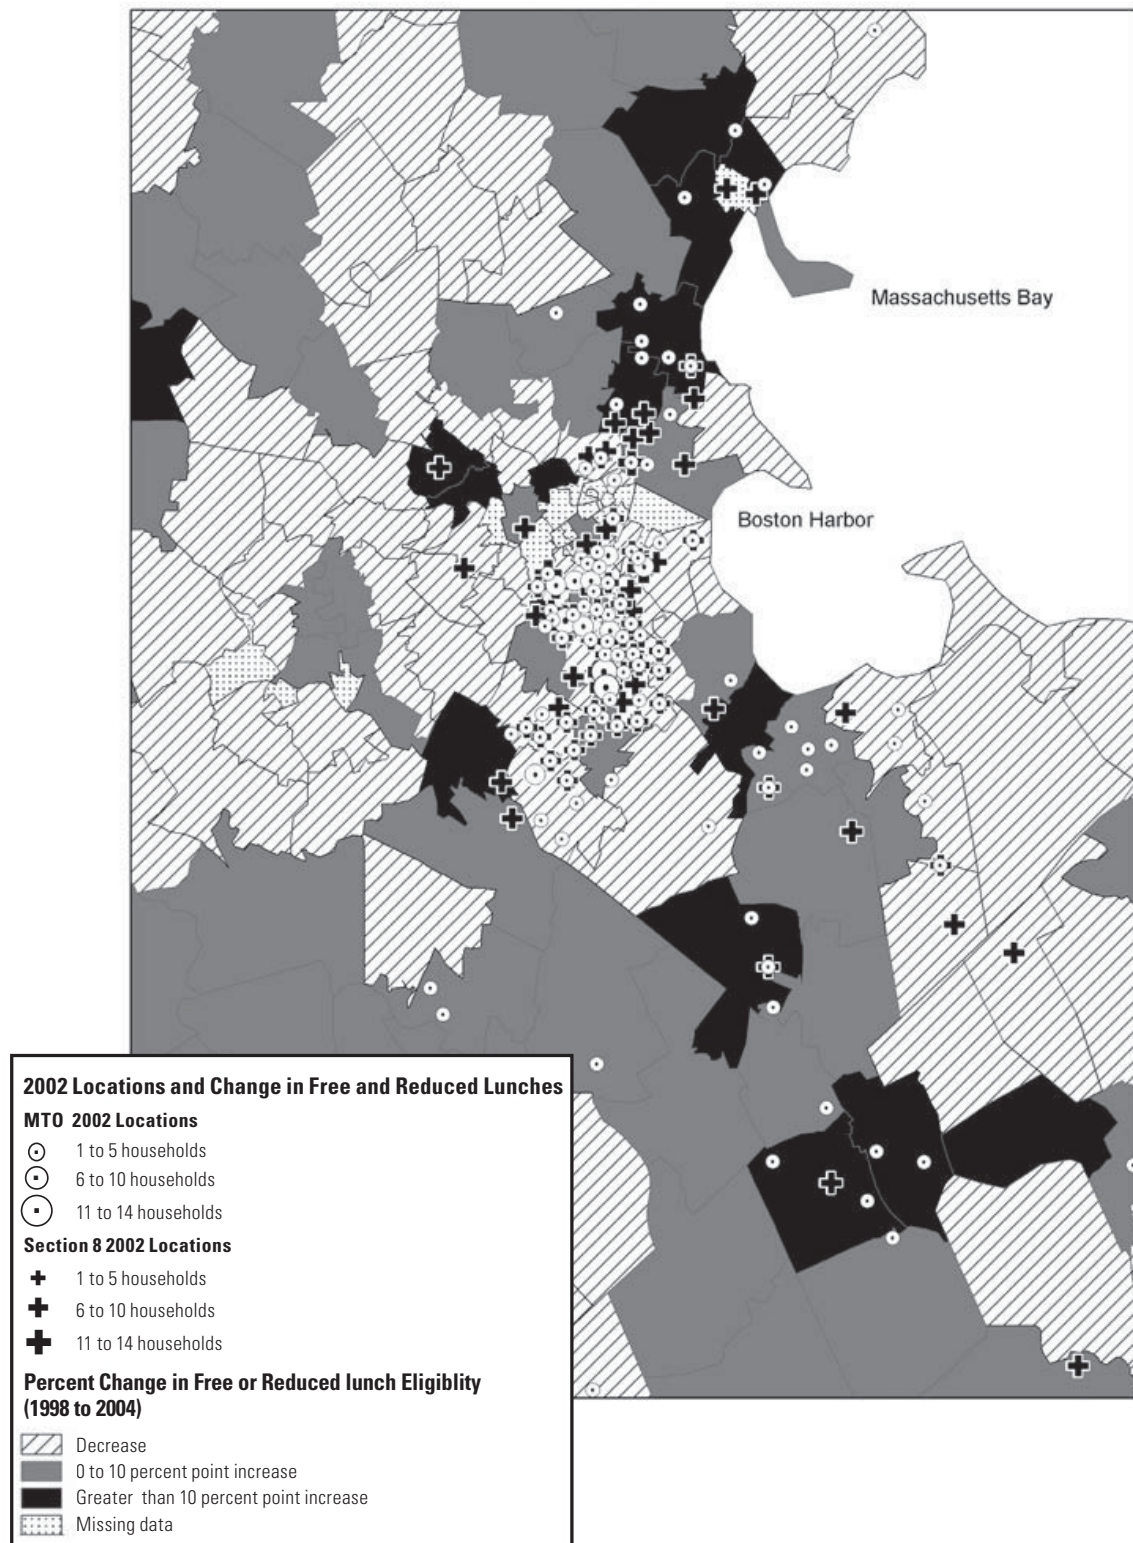 Massachusetts Bay
Boston Harbor
2002 Locations and Change in Free and Reduced Lunches
MTO 2002 Locations
1 to 5 households
6 to 10 households
11 to 14 households
Section 8 2002 Locations
1 to 5 households
6 to 10 households
11 to 14 households
Percent Change in Free or Reduced lunch Eligiblity
(1998 to 2004)
Decrease
0 to 10 percent point increase
Greater than 10 percent point increase
Missing data